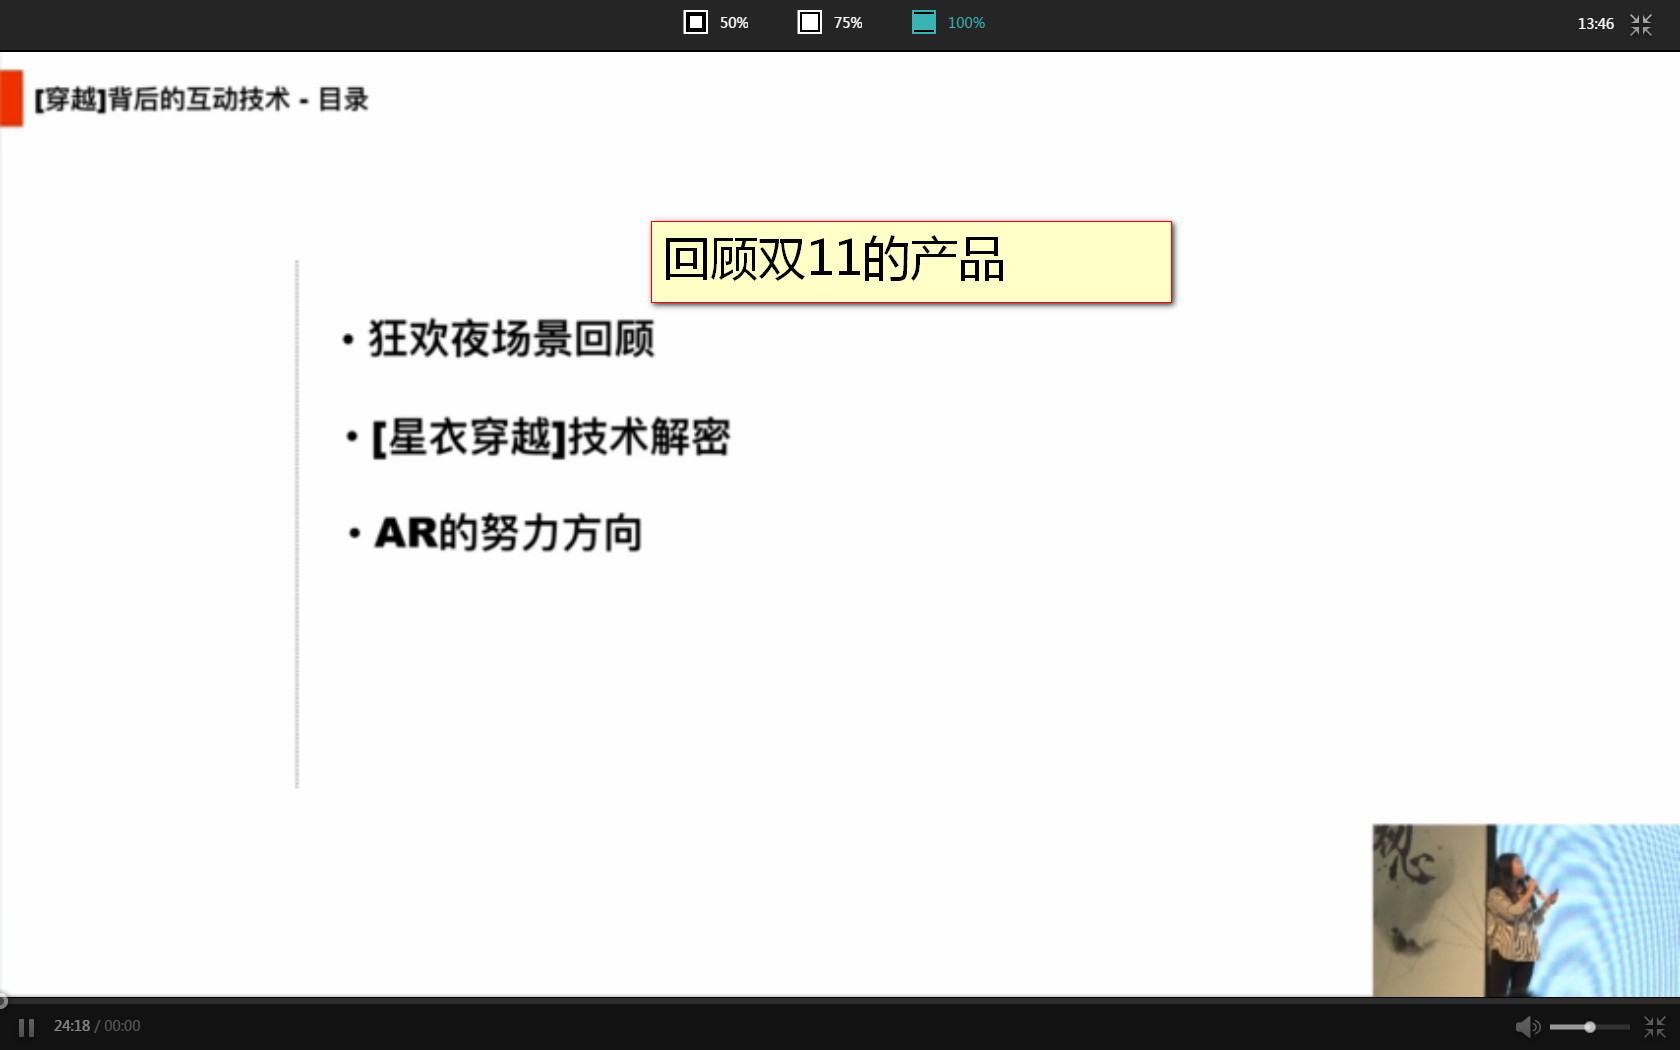 50% 75% 100% 13:46
[穿越]背后的互动技术 - 目录
回顾双11的产品
• 狂欢夜场景回顾
• [星衣穿越]技术解密
• AR的努力方向
24:18 / 00:00